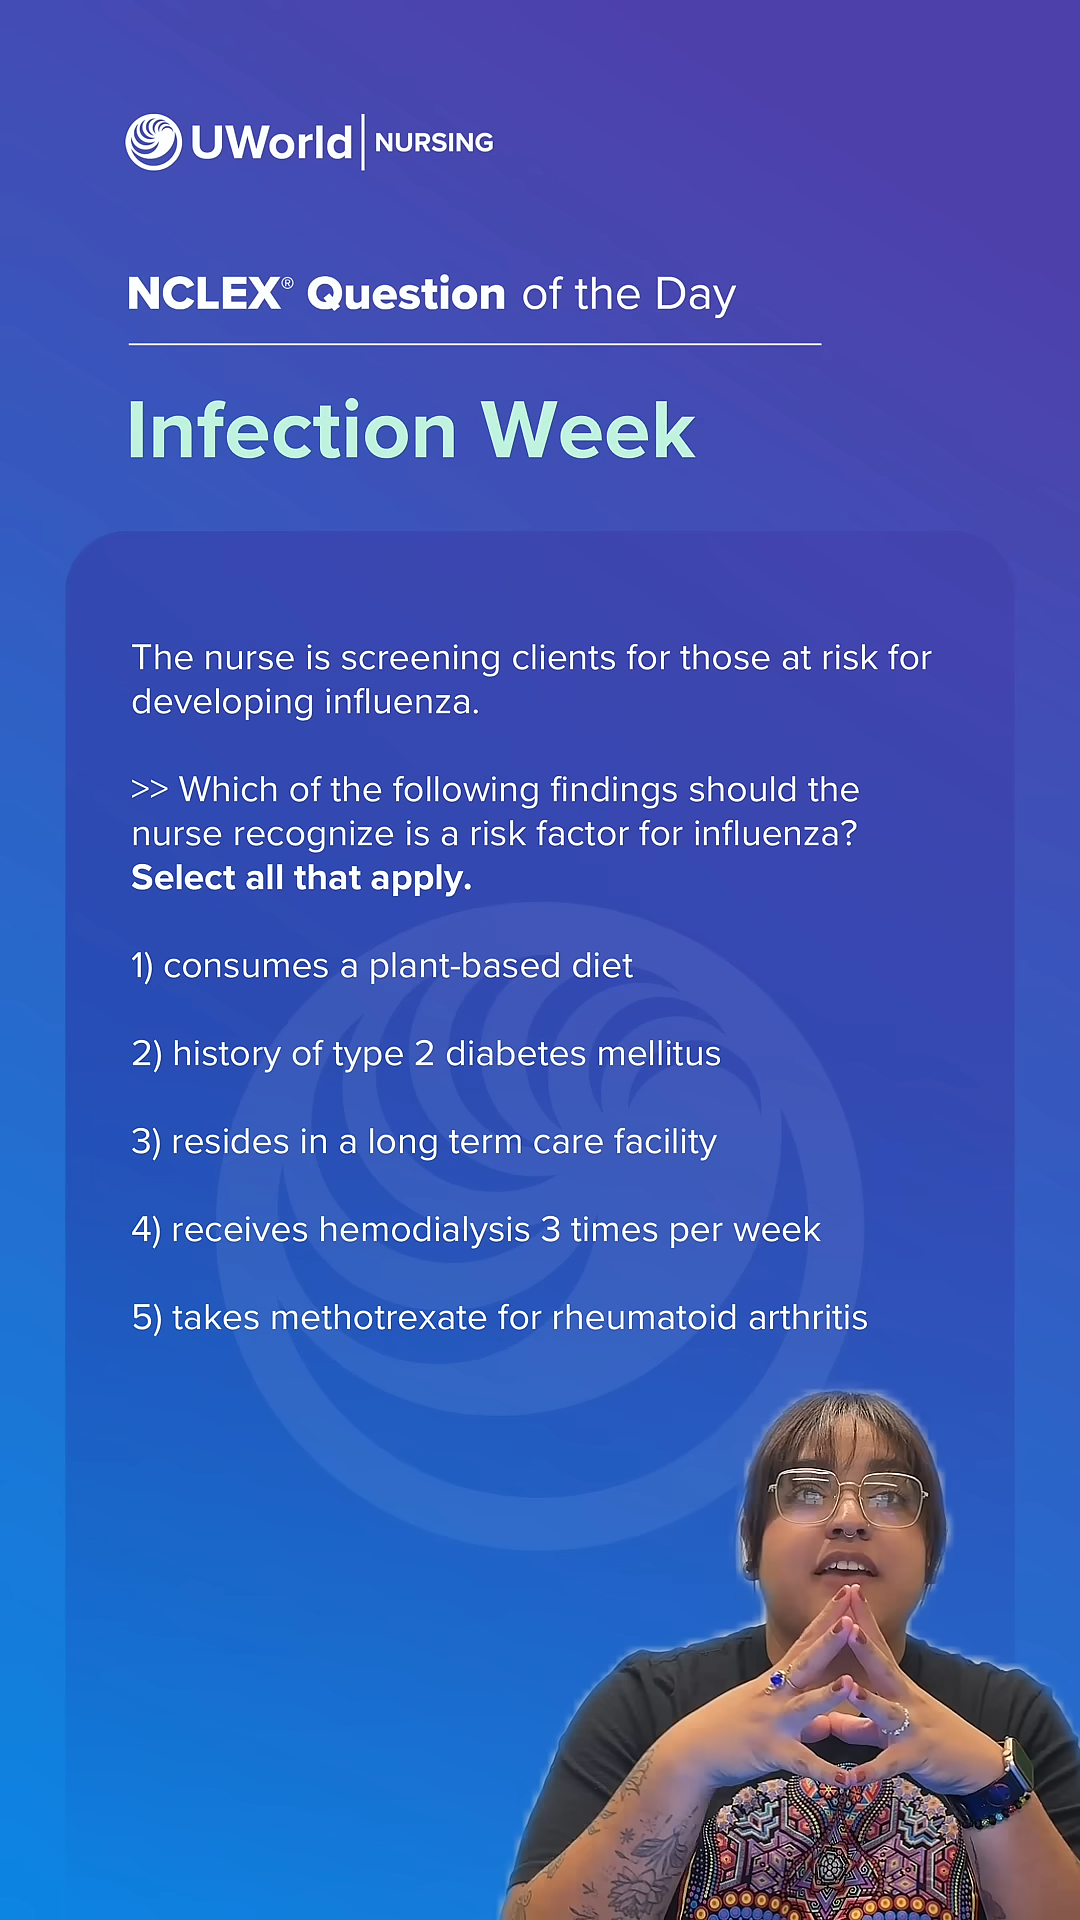 UWorld | NURSING
NCLEX® Question of the Day
Infection Week
The nurse is screening clients for those at risk for
developing influenza.
>> Which of the following findings should the
nurse recognize is a risk factor for influenza?
Select all that apply.
1) consumes a plant-based diet
2) history of type 2 diabetes mellitus
3) resides in a long term care facility
4) receives hemodialysis 3 times per week
5) takes methotrexate for rheumatoid arthritis